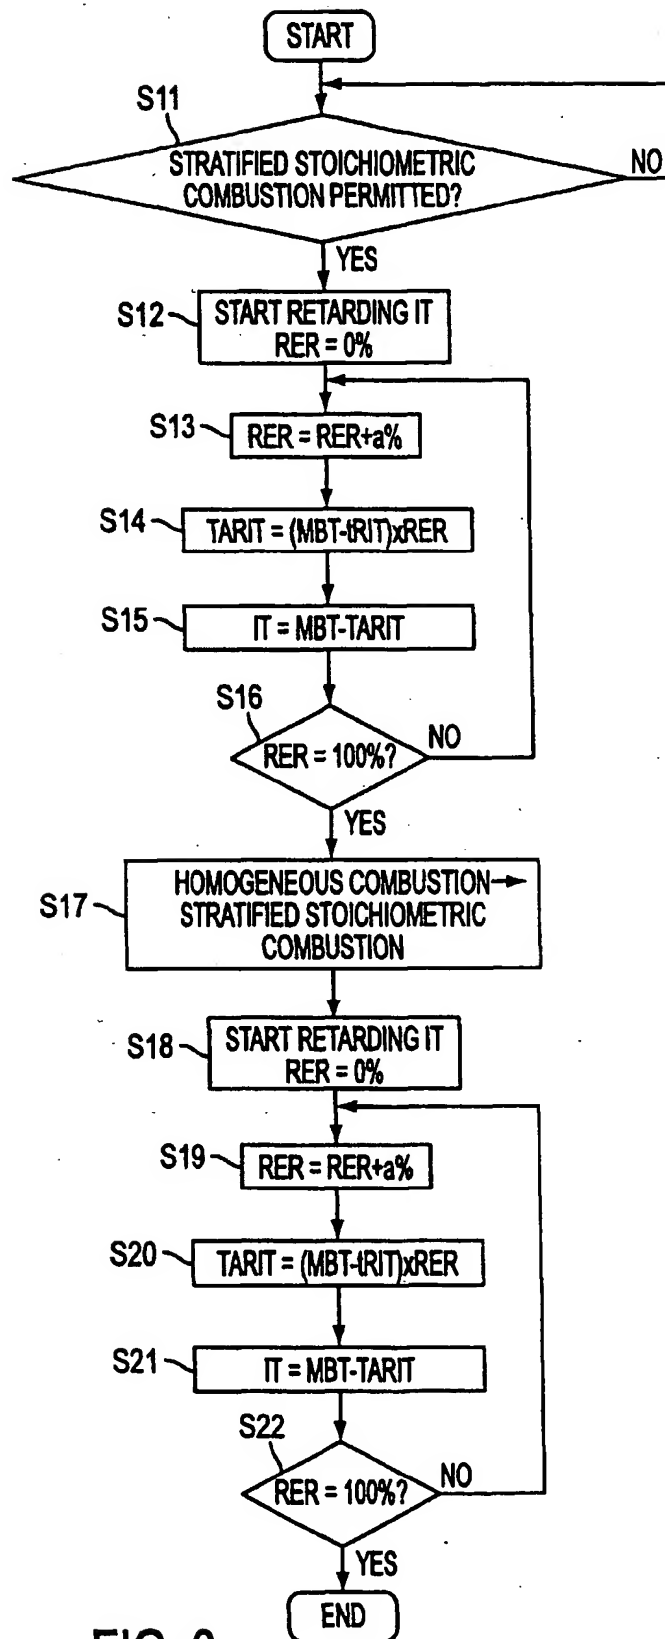 START
S11
STRATIFIED STOICHIOMETRIC
COMBUSTION PERMITTED?
NO
YES
S12
START RETARDING IT
RER = 0%
S13
RER = RER+a%
S14
TARIT = (MBT-tRIT)xRER
S15
IT = MBT-TARIT
S16
RER = 100%?
NO
YES
S17
HOMOGENEOUS COMBUSTION→
STRATIFIED STOICHIOMETRIC
COMBUSTION
S18
START RETARDING IT
RER = 0%
S19
RER = RER+a%
S20
TARIT = (MBT-tRIT)xRER
S21
IT = MBT-TARIT
S22
RER = 100%?
NO
YES
END
FIG.